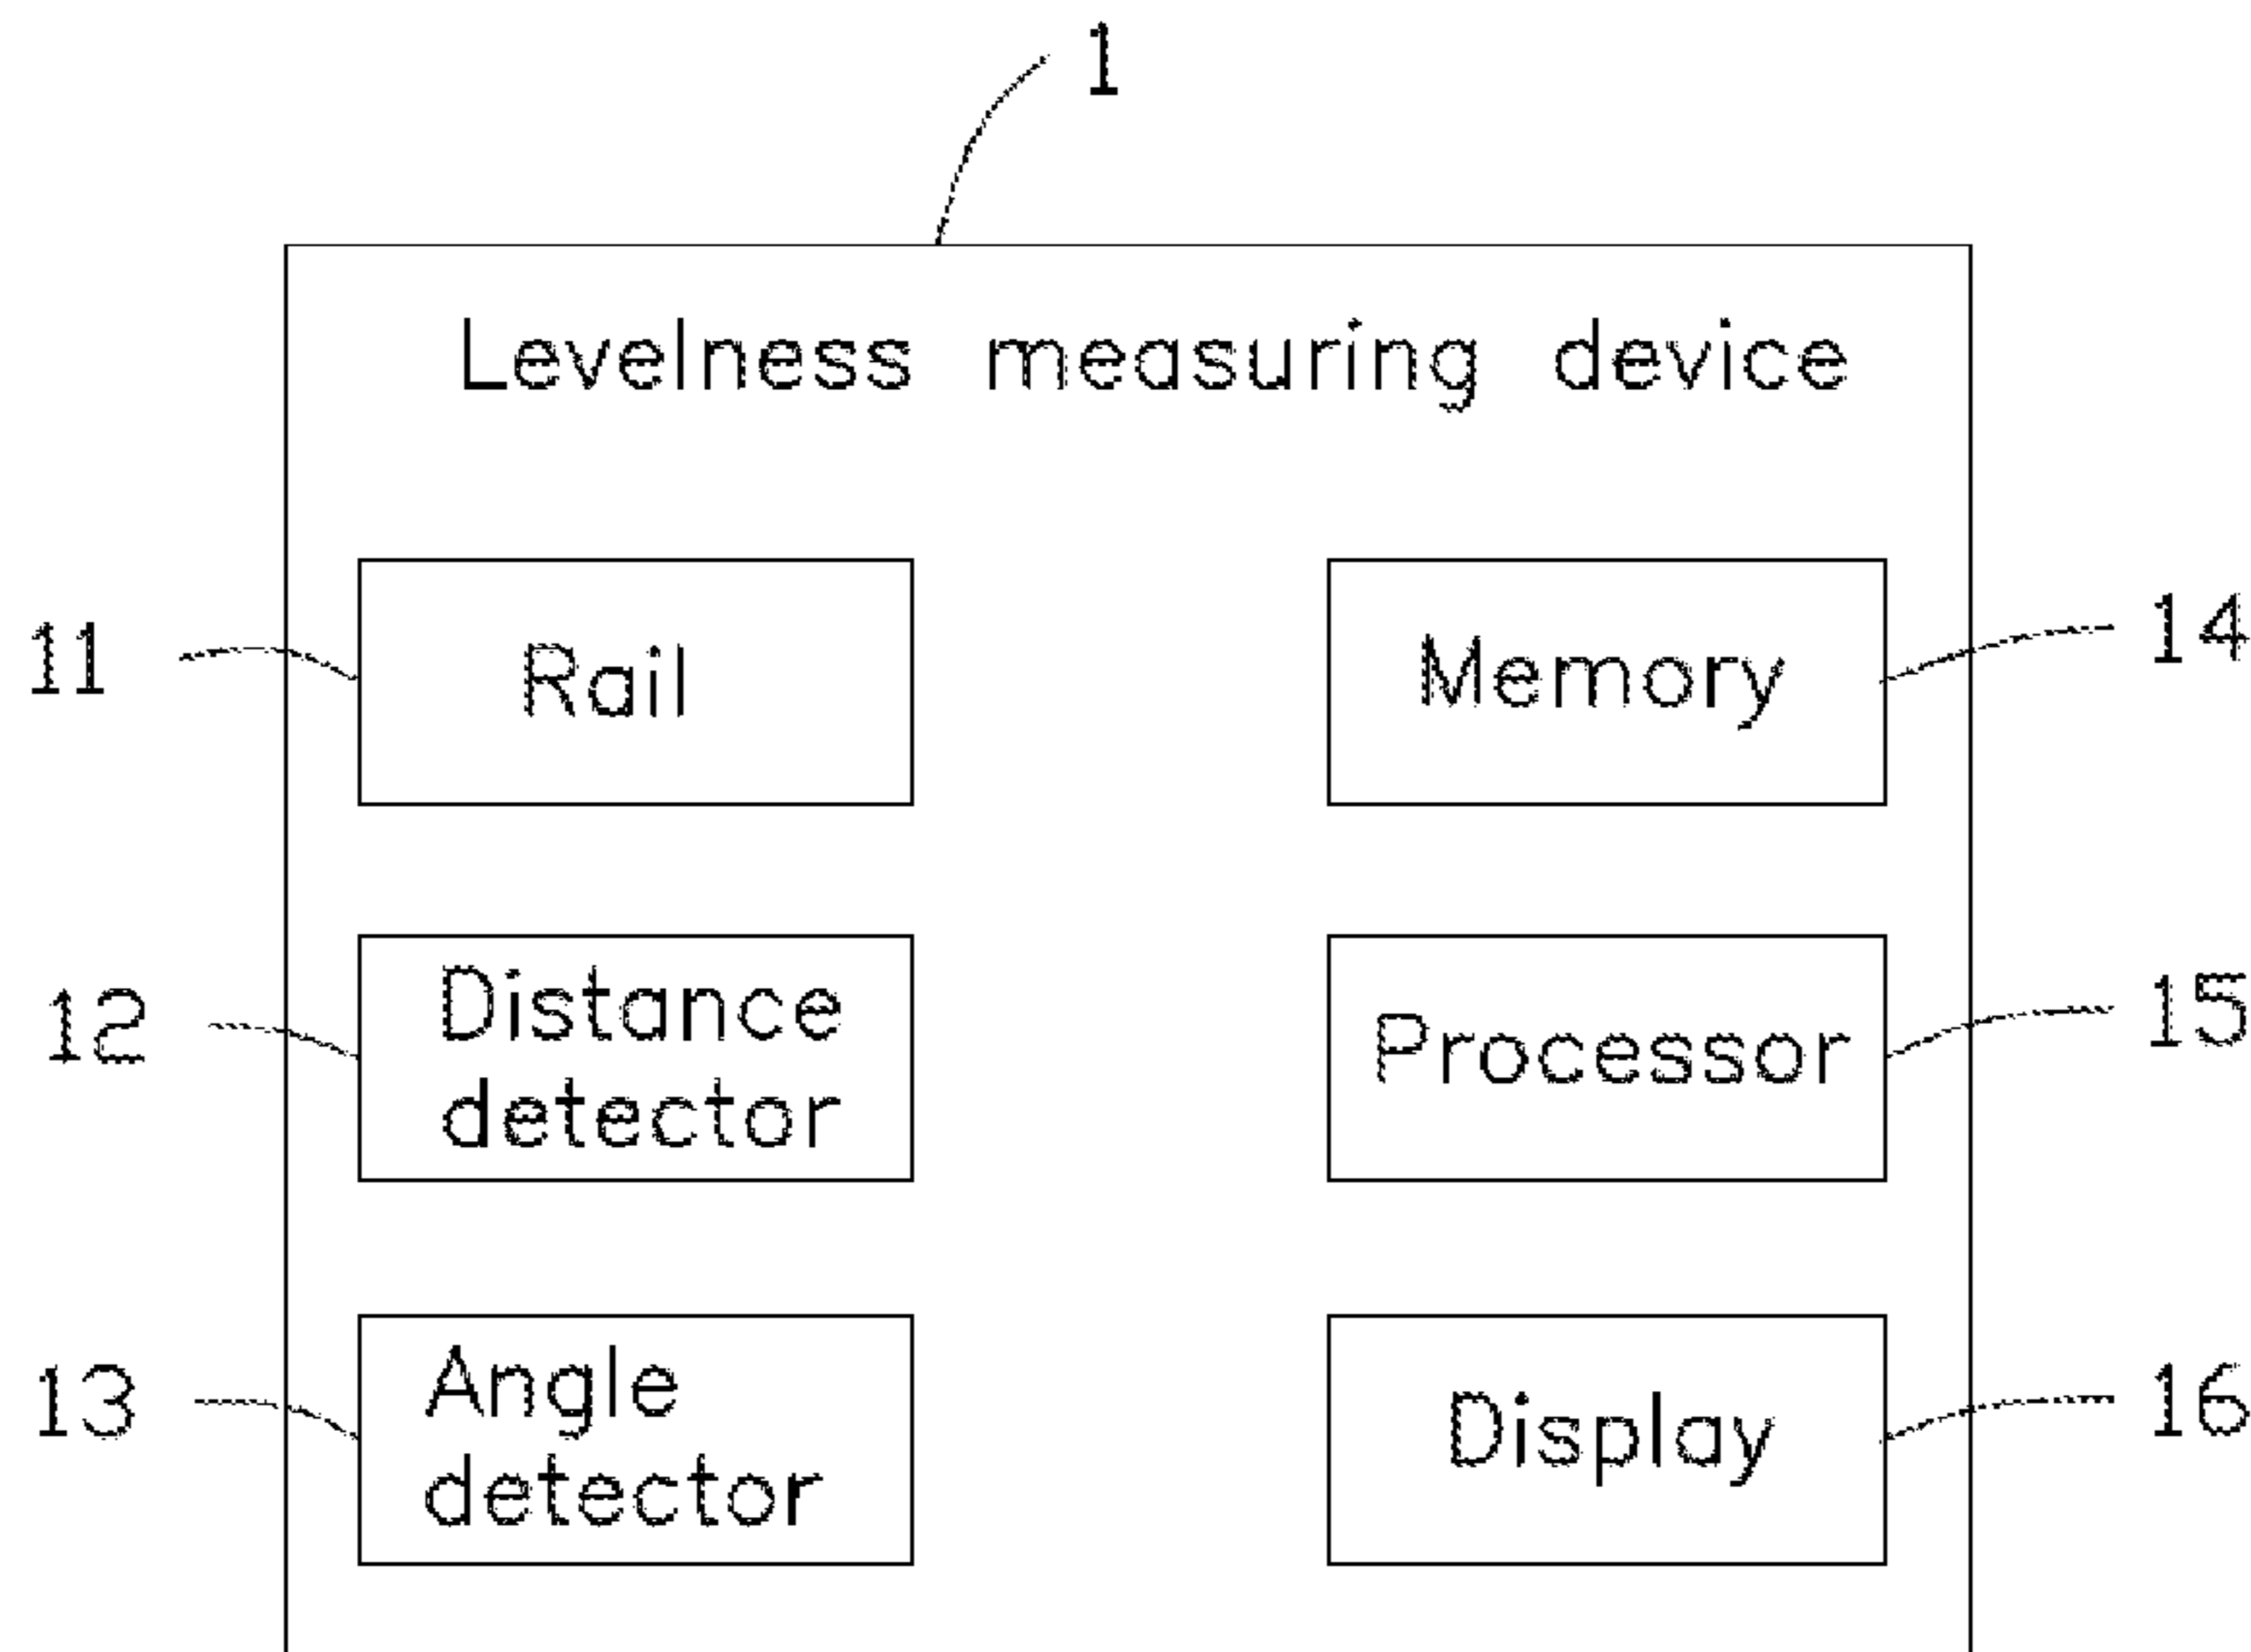 1
Levelness measuring device
11
Rail
Memory
14
12
Distance
detector
Processor
15
13
Angle
detector
Display
16